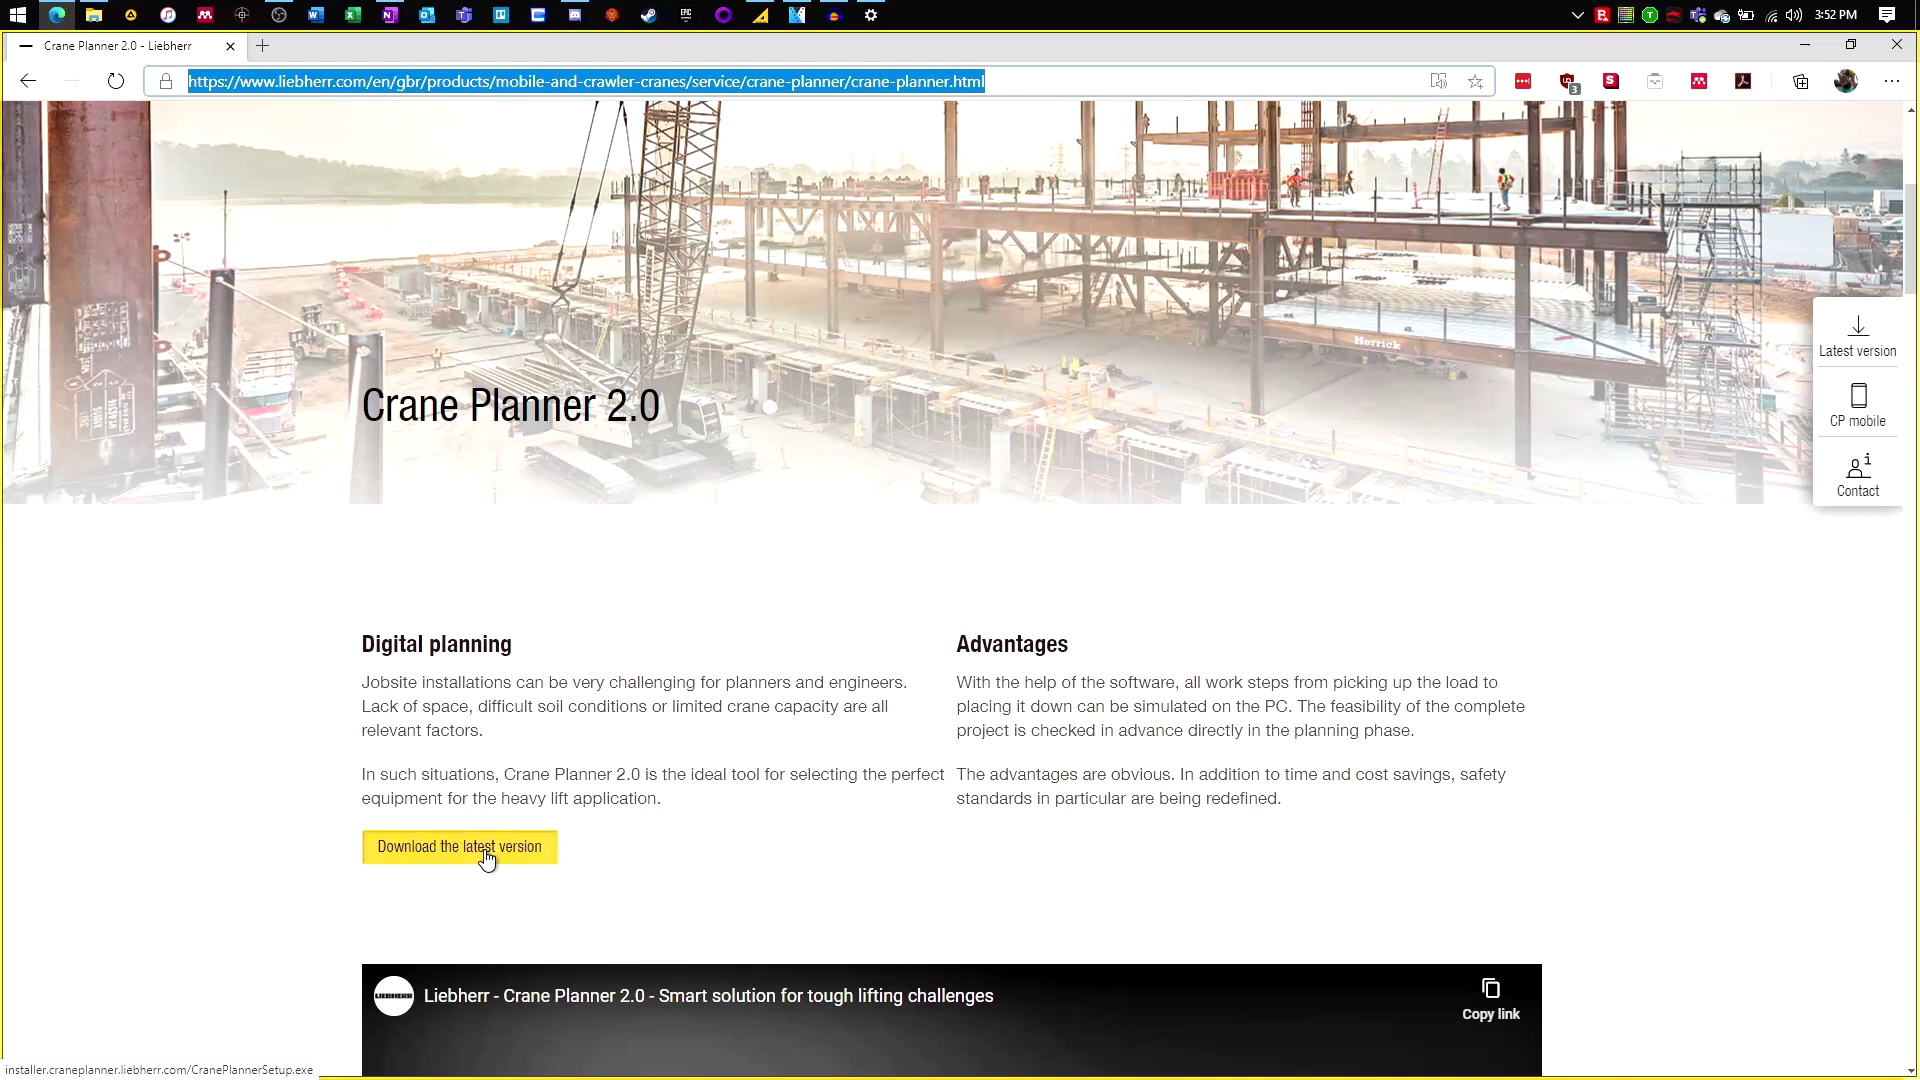 3:52 PM
Crane Planner 2.0 - Liebherr
https://www.liebherr.com/en/gbr/products/mobile-and-crawler-cranes/service/crane-planner/crane-planner.html
3
Herrick
Latest version
CP mobile
Contact
Crane Planner 2.0
Digital planning
Jobsite installations can be very challenging for planners and engineers.
Lack of space, difficult soil conditions or limited crane capacity are all
relevant factors.
In such situations, Crane Planner 2.0 is the ideal tool for selecting the perfect
equipment for the heavy lift application.
Download the latest version
Advantages
With the help of the software, all work steps from picking up the load to
placing it down can be simulated on the PC. The feasibility of the complete
project is checked in advance directly in the planning phase.
The advantages are obvious. In addition to time and cost savings, safety
standards in particular are being redefined.
LIEBHERR
Liebherr - Crane Planner 2.0 - Smart solution for tough lifting challenges
Copy link
installer.craneplanner.liebherr.com/CranePlannerSetup.exe